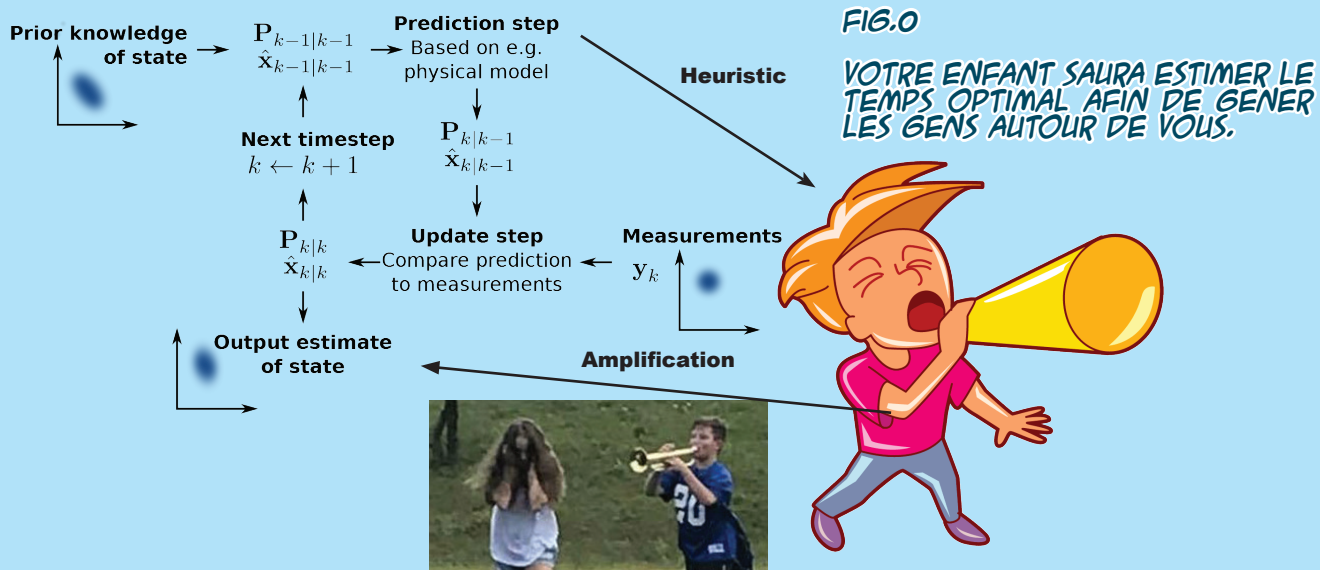 Prior knowledge
of state
P_{k−1|k−1}
x̂_{k−1|k−1}
Prediction step
Based on e.g.
physical model
Heuristic
FIG.0
VOTRE ENFANT SAURA ESTIMER LE
TEMPS OPTIMAL AFIN DE GENER
LES GENS AUTOUR DE VOUS.
Next timestep
k ← k + 1
P_{k|k−1}
x̂_{k|k−1}
P_{k|k}
x̂_{k|k}
Update step
Compare prediction
to measurements
Measurements
y_k
Output estimate
of state
Amplification
20